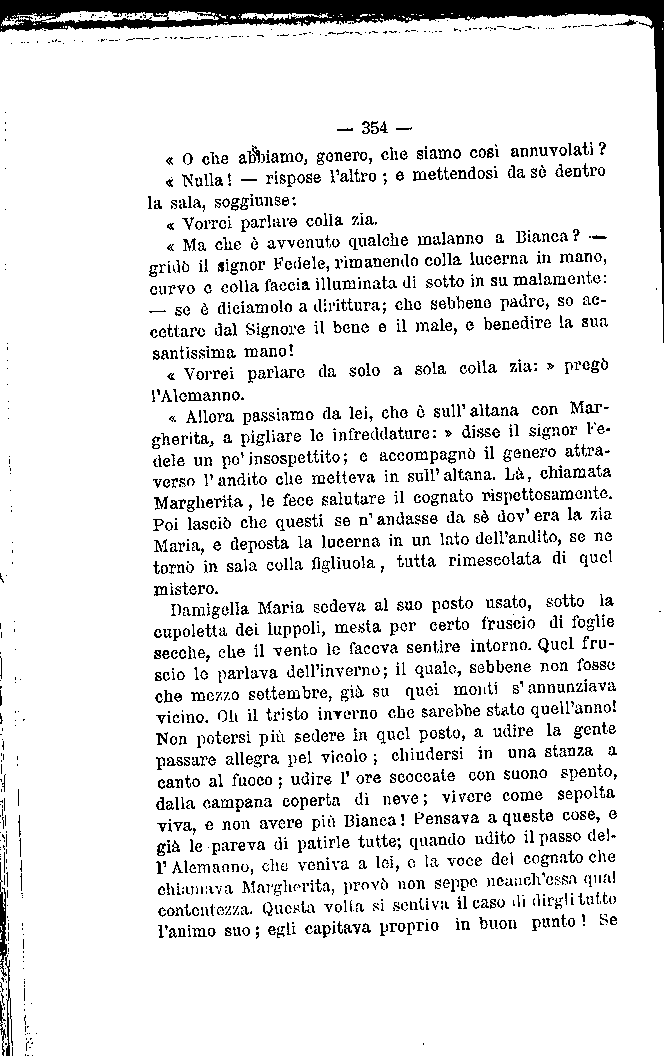 — 354 —
« O che abbiamo, genero, che siamo così annuvolati?
« Nulla! — rispose l'altro; e mettendosi da sè dentro
la sala, soggiunse:
« Vorrei parlare colla zia.
« Ma che è avvenuto qualche malanno a Bianca? —
gridò il signor Fedele, rimanendo colla lucerna in mano,
curvo e colla faccia illuminata di sotto in su malamente:
— se è diciamolo a dirittura; che sebbene padre, so ac-
cettare dal Signore il bene e il male, e benedire la sua
santissima mano!
« Vorrei parlare da solo a sola colla zia: » pregò
l'Alemanno.
« Allora passiamo da lei, che è sull'altana con Mar-
gherita, a pigliare le infreddature: » disse il signor Fe-
dele un po' insospettito; e accompagnò il genero attra-
verso l'andito che metteva in sull'altana. Là, chiamata
Margherita, le fece salutare il cognato rispettosamente.
Poi lasciò che questi se n'andasse da sè dov'era la zia
Maria, e deposta la lucerna in un lato dell'andito, se ne
tornò in sala colla figliuola, tutta rimescolata di quel
mistero.
Damigella Maria sedeva al suo posto usato, sotto la
cupoletta dei luppoli, mesta per certo fruscio di foglie
secche, che il vento le faceva sentire intorno. Quel fru-
scio le parlava dell'inverno; il quale, sebbene non fosse
che mezzo settembre, già su quei monti s'annunziava
vicino. Oh il tristo inverno che sarebbe stato quell'anno!
Non potersi più sedere in quel posto, a udire la gente
passare allegra pel vicolo; chiudersi in una stanza a
canto al fuoco; udire l'ore scoccate con suono spento,
dalla campana coperta di neve; vivere come sepolta
viva, e non avere più Bianca! Pensava a queste cose, e
già le pareva di patirle tutte; quando udito il passo del-
l'Alemanno, che veniva a lei, e la voce del cognato che
chiamava Margherita, provò non seppe neanch'essa qual
contentezza. Questa volta si sentiva il caso di dirgli tutto
l'animo suo; egli capitava proprio in buon punto! Se